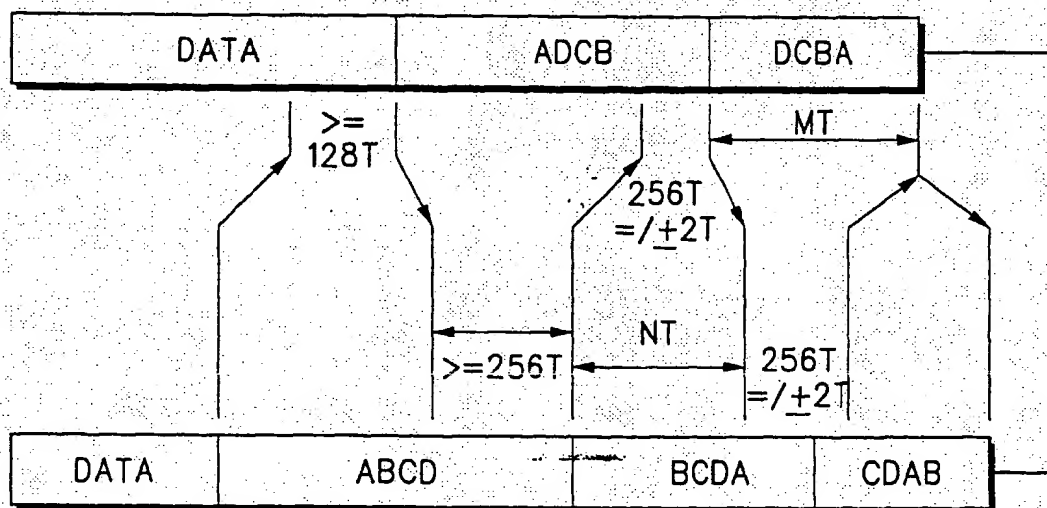 DATA ADCB DCBA
>=
128T
MT
256T
=/±2T
>=256T
NT
256T
=/±2T
DATA ABCD BCDA CDAB